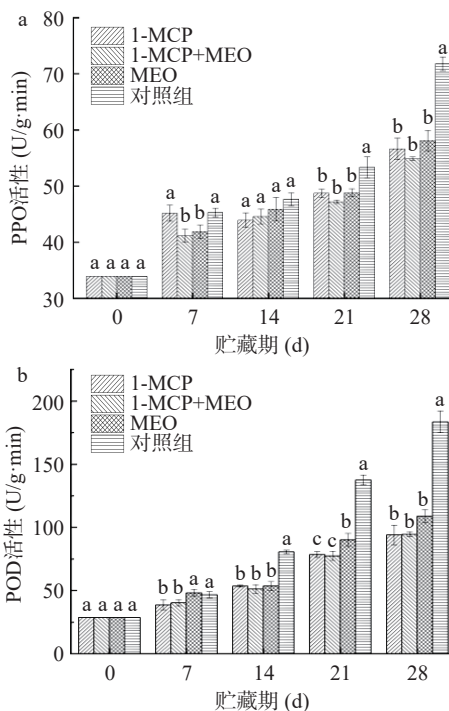 a
1-MCP
1-MCP+MEO
MEO
对照组
PPO活性 (U/g·min)
80
70
60
50
40
30
a a a a
a b b a
a a a a
b b b a
b b b a
0 7 14 21 28
贮藏期 (d)
b
1-MCP
1-MCP+MEO
MEO
对照组
POD活性 (U/g·min)
200
150
100
50
0
a a a a
b b a a
b b b a
c c b a
b b b a
0 7 14 21 28
贮藏期 (d)